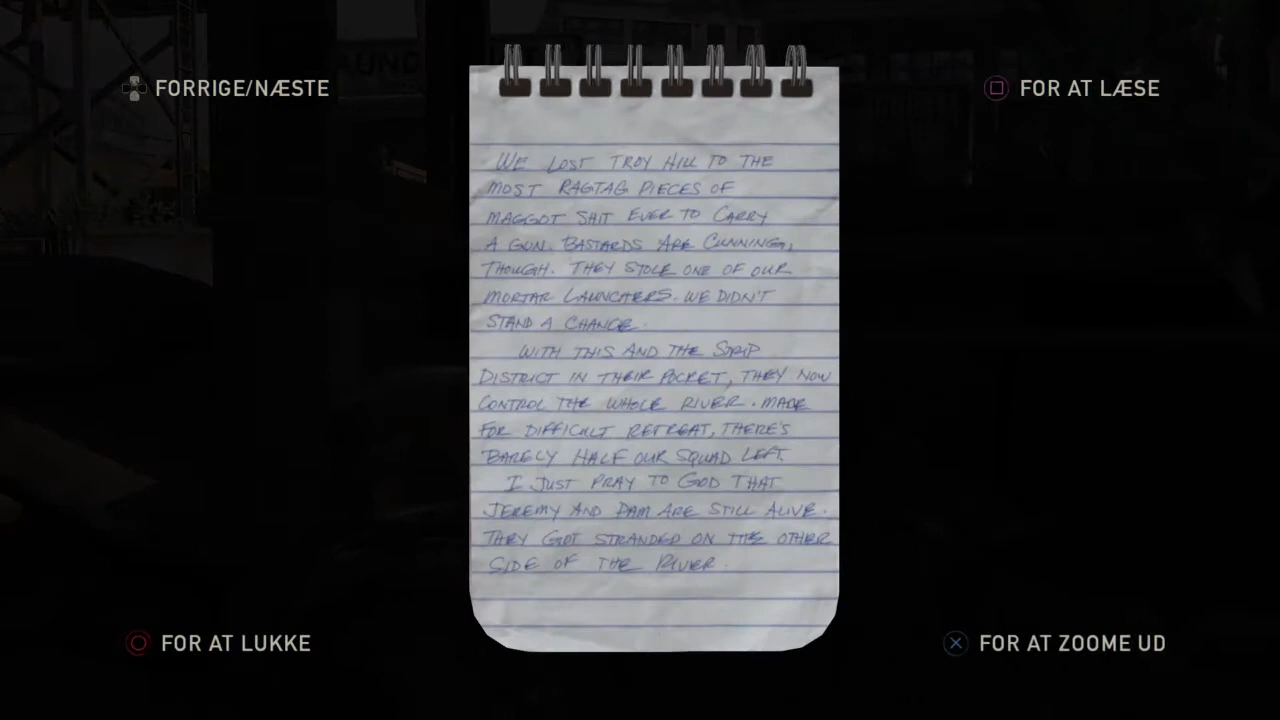 FORRIGE/NÆSTE
FOR AT LÆSE
WE LOST TROY HILL TO THE
MOST RAGTAG PIECES OF
MAGGOT SHIT EVER TO CARRY
A GUN. BASTARDS ARE CUNNING,
THOUGH. THEY STOLE ONE OF OUR
MORTAR LAUNCHERS. WE DIDN'T
STAND A CHANCE.
WITH THIS AND THE STRIP
DISTRICT IN THEIR POCKET, THEY NOW
CONTROL THE WHOLE RIVER. MADE
FOR DIFFICULT RETREAT, THERE'S
BARELY HALF OUR SQUAD LEFT.
I JUST PRAY TO GOD THAT
JEREMY AND PAM ARE STILL ALIVE.
THEY GOT STRANDED ON THE OTHER
SIDE OF THE RIVER.
FOR AT LUKKE
FOR AT ZOOME UD